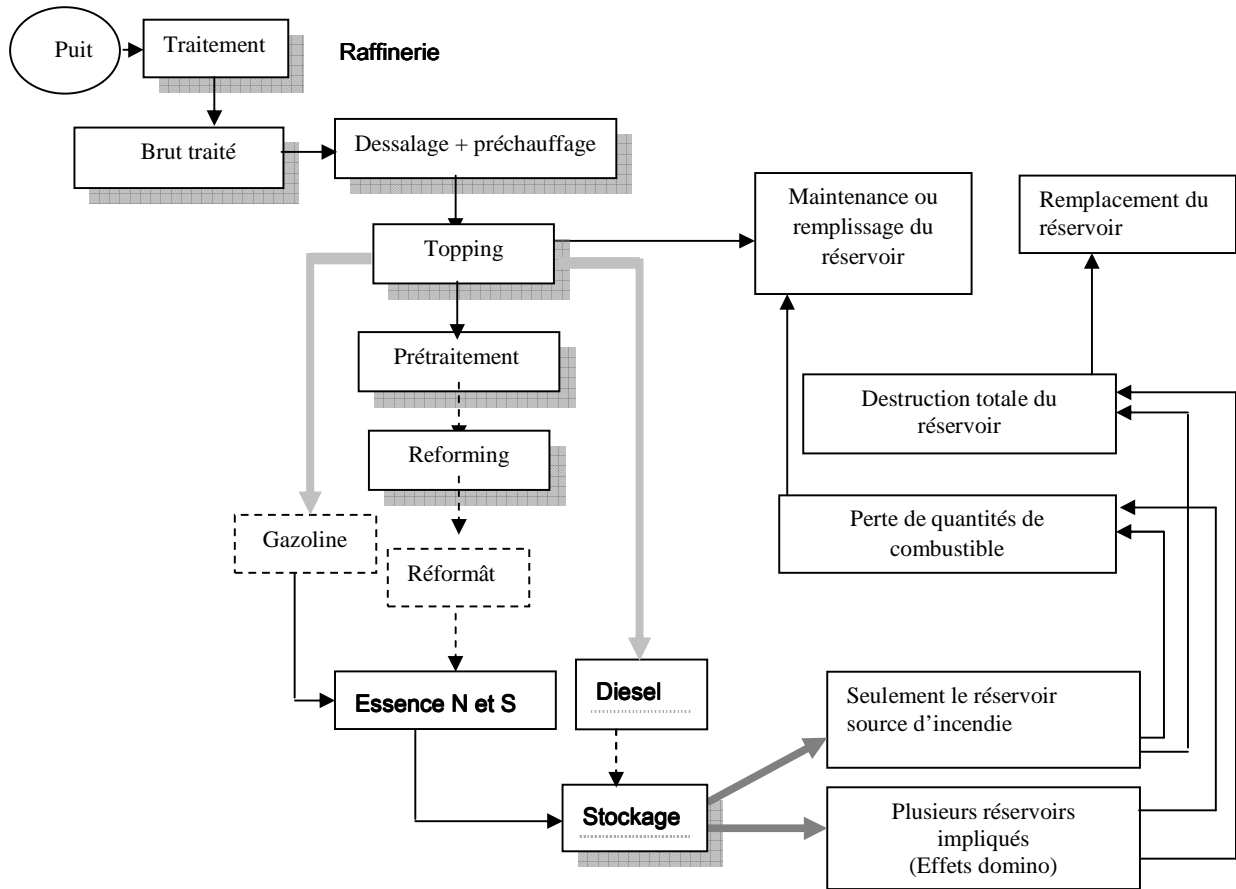 Puit
Traitement
Raffinerie
Brut traité
Dessalage + préchauffage
Topping
Maintenance ou
remplissage du
réservoir
Remplacement du
réservoir
Prétraitement
Destruction totale du
réservoir
Reforming
Perte de quantités de
combustible
Gazoline
Réformât
Essence N et S
Diesel
Seulement le réservoir
source d’incendie
Stockage
Plusieurs réservoirs
impliqués
(Effets domino)